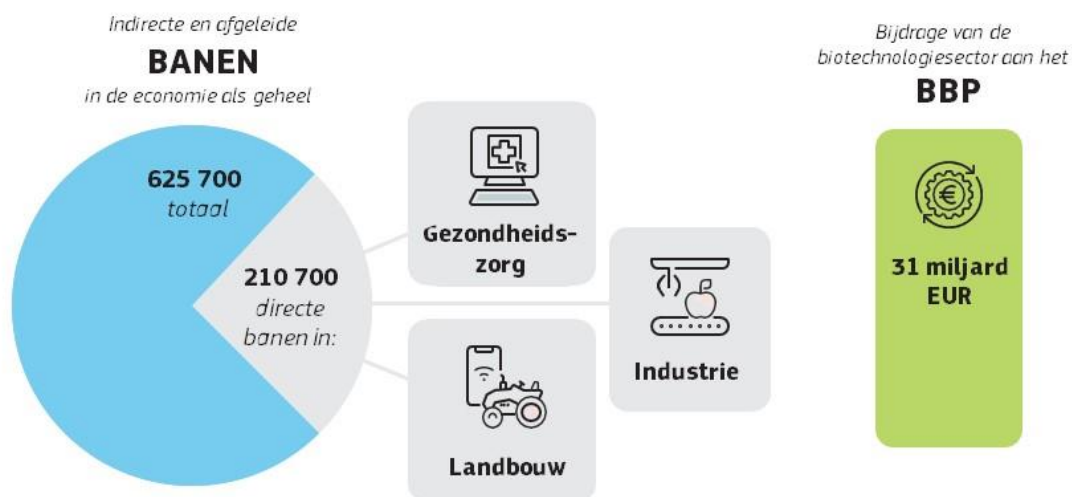 Indirecte en afgeleide
BANEN
in de economie als geheel
625 700
totaal
210 700
directe
banen in:
Gezondheids-
zorg
Industrie
Landbouw
Bijdrage van de
biotechnologiesector aan het
BBP
€
31 miljard
EUR